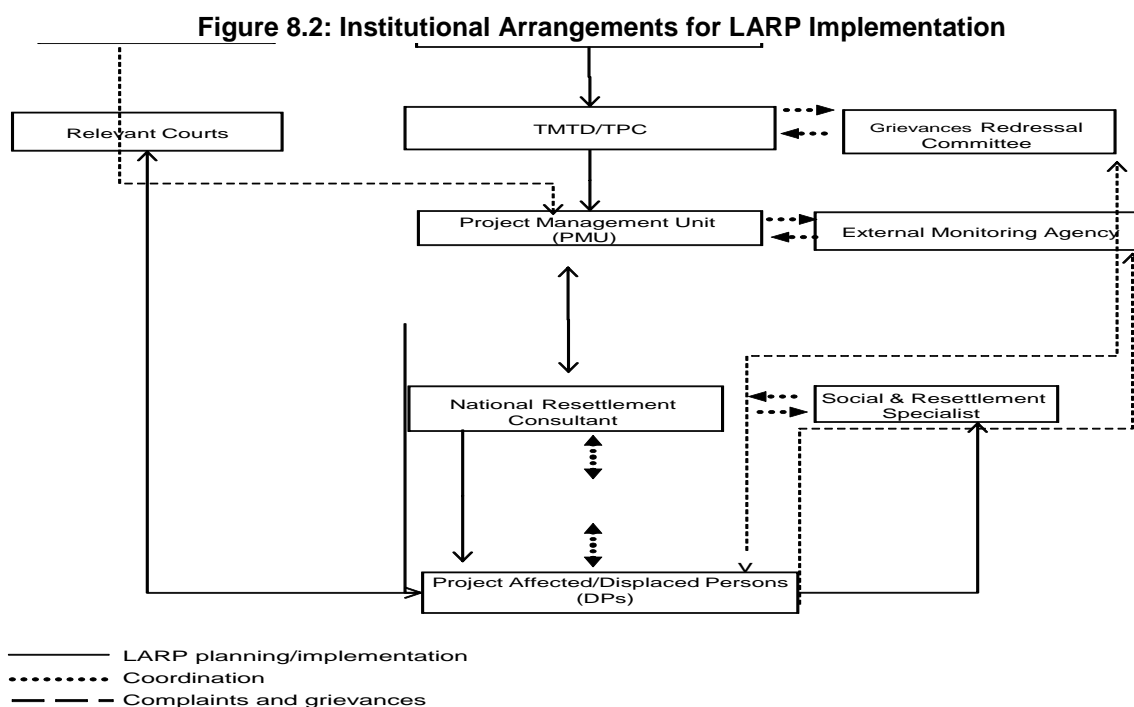 Figure 8.2: Institutional Arrangements for LARP Implementation
Relevant Courts
TMTD/TPC
Grievances Redressal
Committee
Project Management Unit
(PMU)
External Monitoring Agency
National Resettlement
Consultant
Social & Resettlement
Specialist
Project Affected/Displaced Persons
(DPs)
LARP planning/implementation
Coordination
Complaints and grievances